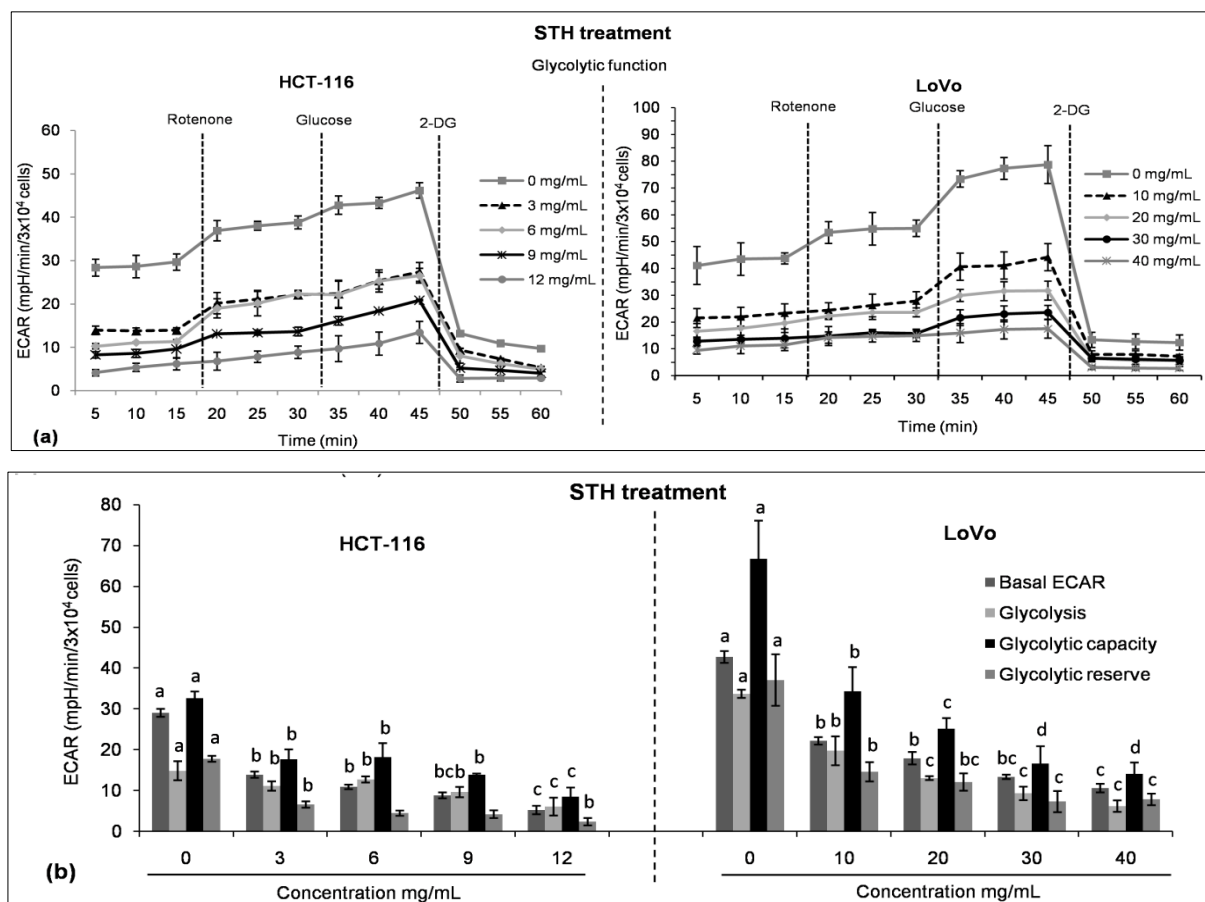 STH treatment
Glycolytic function
HCT-116
LoVo
Rotenone
Glucose
2-DG
Rotenone
Glucose
2-DG
ECAR (mpH/min/3x10⁴ cells)
60
50
40
30
20
10
0
0 mg/mL
3 mg/mL
6 mg/mL
9 mg/mL
12 mg/mL
5 10 15 20 25 30 35 40 45 50 55 60
Time (min)
(a)
ECAR (mpH/min/3x10⁴ cells)
100
90
80
70
60
50
40
30
20
10
0
0 mg/mL
10 mg/mL
20 mg/mL
30 mg/mL
40 mg/mL
5 10 15 20 25 30 35 40 45 50 55 60
Time (min)
STH treatment
HCT-116
LoVo
ECAR (mpH/min/3x10⁴ cells)
80
70
60
50
40
30
20
10
0
Basal ECAR
Glycolysis
Glycolytic capacity
Glycolytic reserve
a a a a
b b b b
b b b
bc b b
c c c b
a a a a
b b b b
b c c bc
bc c d c
c c d c
0 3 6 9 12
0 10 20 30 40
Concentration mg/mL
Concentration mg/mL
(b)